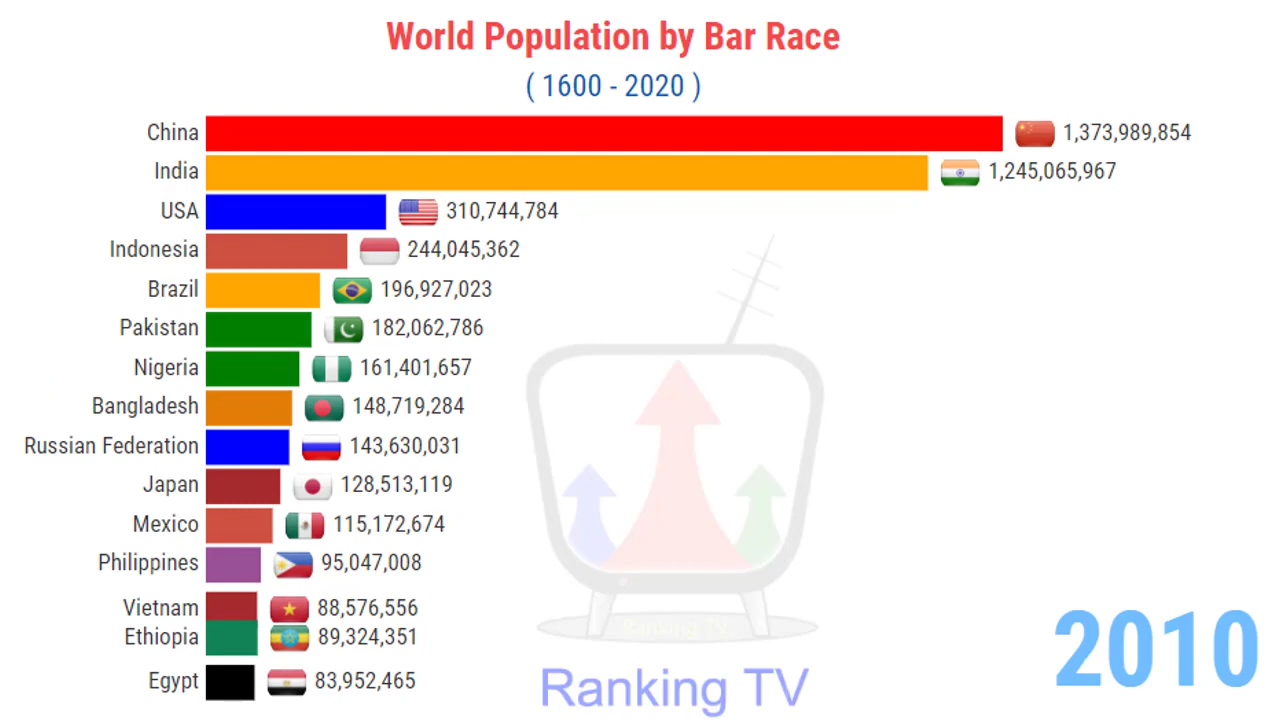 World Population by Bar Race
( 1600 - 2020 )
China 1,373,989,854
India 1,245,065,967
USA 310,744,784
Indonesia 244,045,362
Brazil 196,927,023
Pakistan 182,062,786
Nigeria 161,401,657
Bangladesh 148,719,284
Russian Federation 143,630,031
Japan 128,513,119
Mexico 115,172,674
Philippines 95,047,008
Vietnam 88,576,556
Ranking TV
Ethiopia 89,324,351
2010
Egypt 83,952,465
Ranking TV